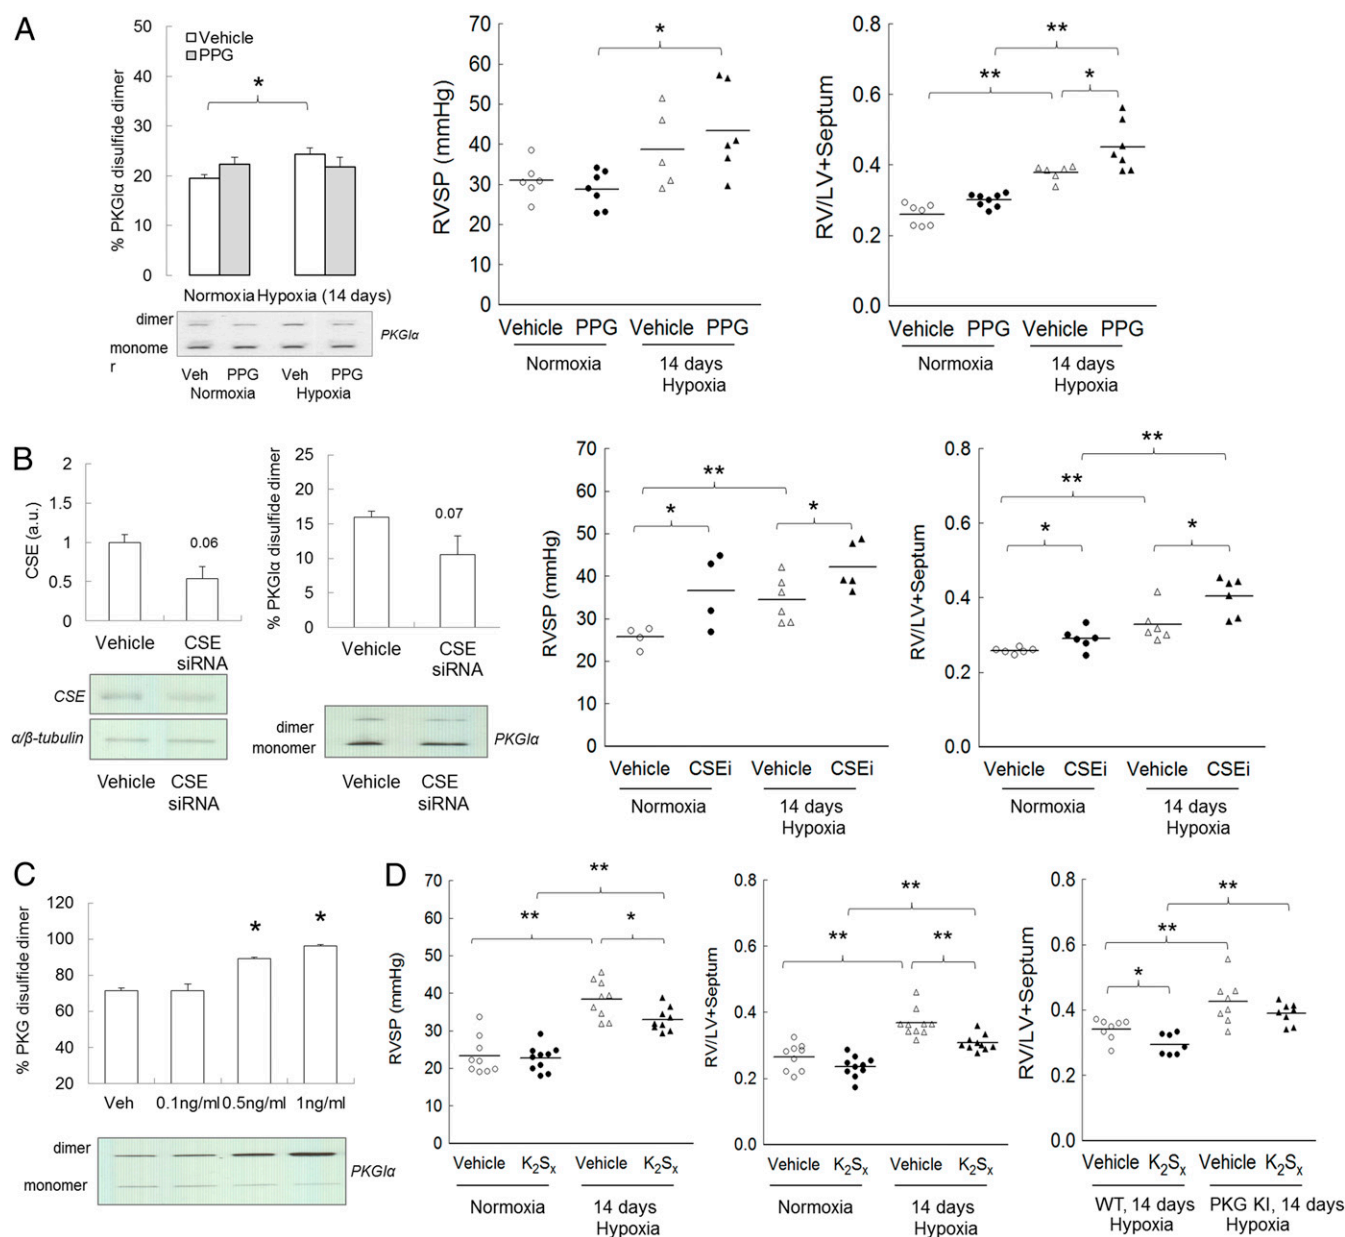 A
Vehicle
PPG
*
% PKGIα disulfide dimer
50
40
30
20
10
0
Normoxia Hypoxia (14 days)
dimer
monome
r
PKGIα
Veh PPG Veh PPG
Normoxia Hypoxia
RVSP (mmHg)
70
60
50
40
30
20
10
0
*
Vehicle PPG Vehicle PPG
Normoxia 14 days
Hypoxia
RV/LV+Septum
0.8
0.6
0.4
0.2
0.0
**
** *
Vehicle PPG Vehicle PPG
Normoxia 14 days
Hypoxia
B
CSE (a.u.)
2
1.5
1
0.5
0
0.06
Vehicle CSE
siRNA
CSE
α/β-tubulin
Vehicle CSE
siRNA
% PKGIα disulfide dimer
25
20
15
10
5
0
0.07
Vehicle CSE
siRNA
dimer
monomer
PKGIα
Vehicle CSE
siRNA
RVSP (mmHg)
70
60
50
40
30
20
10
0
**
* *
Vehicle CSEi Vehicle CSEi
Normoxia 14 days
Hypoxia
RV/LV+Septum
0.8
0.6
0.4
0.2
0.0
**
**
* *
Vehicle CSEi Vehicle CSEi
Normoxia 14 days
Hypoxia
C
% PKG disulfide dimer
120
100
80
60
40
20
* *
Veh 0.1ng/ml 0.5ng/ml 1ng/ml
dimer
monomer
PKGIα
D
RVSP (mmHg)
70
60
50
40
30
20
10
0
**
** *
Vehicle K₂Sₓ Vehicle K₂Sₓ
Normoxia 14 days
Hypoxia
RV/LV+Septum
0.8
0.6
0.4
0.2
0.0
**
** **
Vehicle K₂Sₓ Vehicle K₂Sₓ
Normoxia 14 days
Hypoxia
RV/LV+Septum
0.8
0.6
0.4
0.2
0.0
**
**
*
Vehicle K₂Sₓ Vehicle K₂Sₓ
WT, 14 days PKG KI, 14 days
Hypoxia Hypoxia